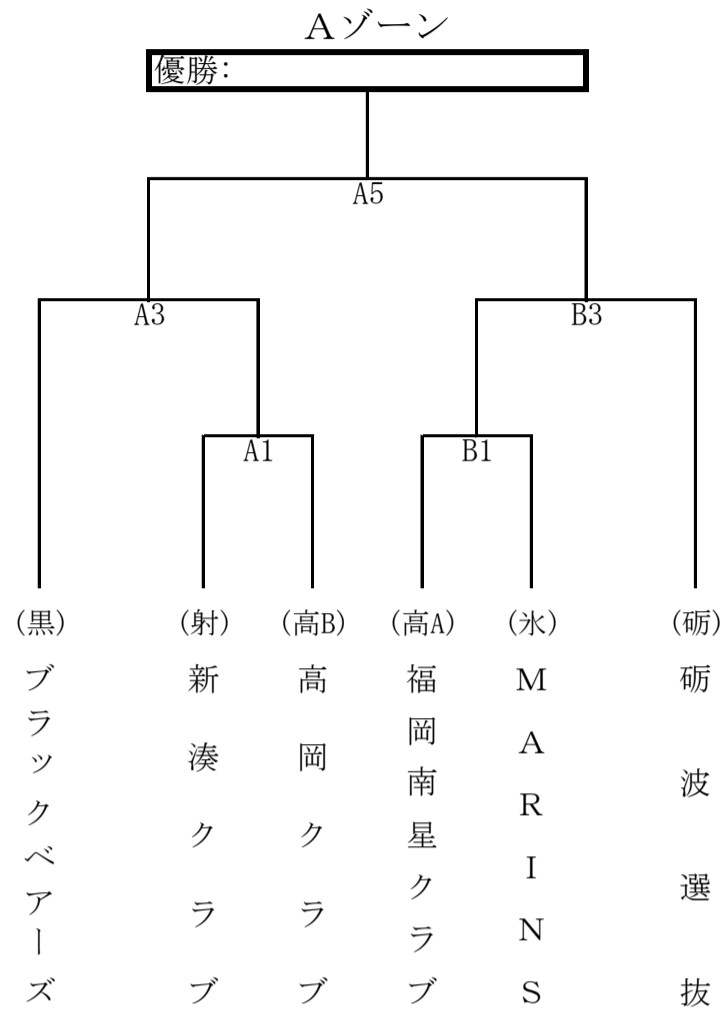 Aゾーン
優勝:
A5
A3
B3
A1
B1
(黒)
(射)
(高B)
(高A)
(氷)
(砺)
ブラックベアーズ
新湊クラブ
高岡クラブ
福岡南星クラブ
MARINS
砺波選抜